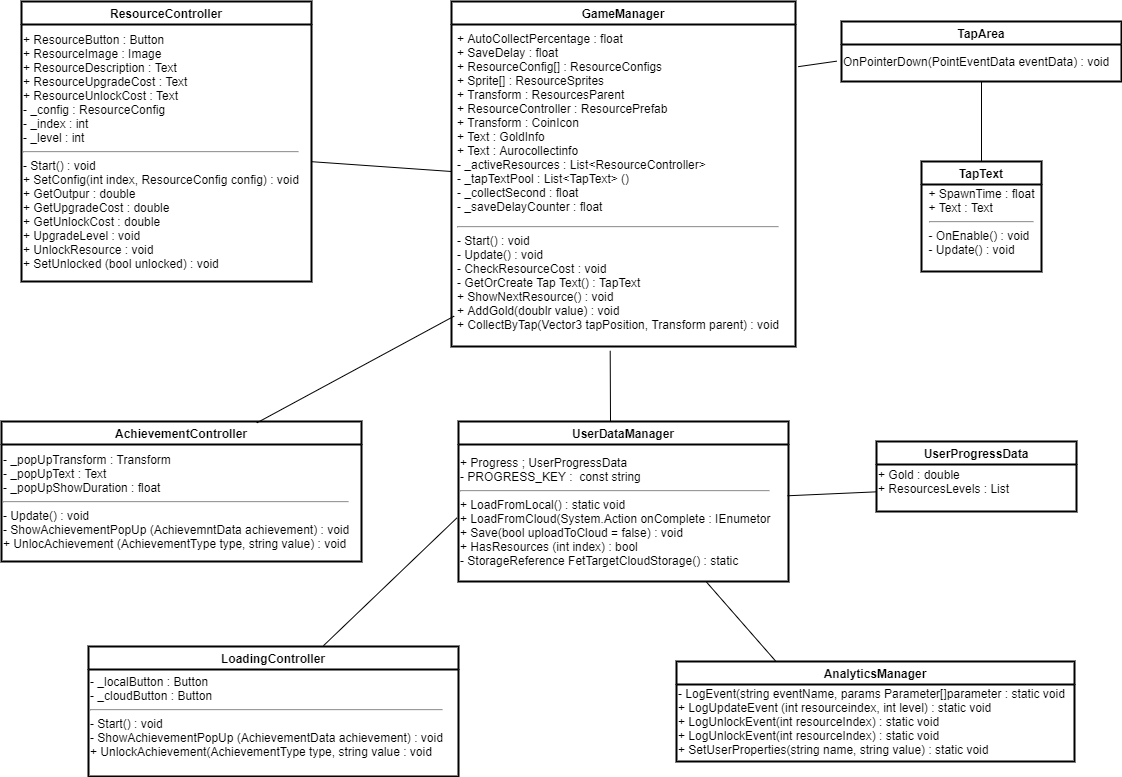 ResourceController
+ ResourceButton : Button
+ ResourceImage : Image
+ ResourceDescription : Text
+ ResourceUpgradeCost : Text
+ ResourceUnlockCost : Text
- _config : ResourceConfig
- _index : int
- _level : int
- Start() : void
+ SetConfig(int index, ResourceConfig config) : void
+ GetOutpur : double
+ GetUpgradeCost : double
+ GetUnlockCost : double
+ UpgradeLevel : void
+ UnlockResource : void
+ SetUnlocked (bool unlocked) : void
GameManager
+ AutoCollectPercentage : float
+ SaveDelay : float
+ ResourceConfig[] : ResourceConfigs
+ Sprite[] : ResourceSprites
+ Transform : ResourcesParent
+ ResourceController : ResourcePrefab
+ Transform : CoinIcon
+ Text : GoldInfo
+ Text : Aurocollectinfo
- _activeResources : List<ResourceController>
- _tapTextPool : List<TapText> ()
- _collectSecond : float
- _saveDelayCounter : float
- Start() : void
- Update() : void
- CheckResourceCost : void
- GetOrCreate Tap Text() : TapText
+ ShowNextResource() : void
+ AddGold(doublr value) : void
+ CollectByTap(Vector3 tapPosition, Transform parent) : void
TapArea
OnPointerDown(PointEventData eventData) : void
TapText
+ SpawnTime : float
+ Text : Text
- OnEnable() : void
- Update() : void
AchievementController
- _popUpTransform : Transform
- _popUpText : Text
- _popUpShowDuration : float
- Update() : void
- ShowAchievementPopUp (AchievemntData achievement) : void
+ UnlocAchievement (AchievementType type, string value) : void
UserDataManager
+ Progress ; UserProgressData
- PROGRESS_KEY : const string
+ LoadFromLocal() : static void
+ LoadFromCloud(System.Action onComplete : IEnumetor
+ Save(bool uploadToCloud = false) : void
+ HasResources (int index) : bool
- StorageReference FetTargetCloudStorage() : static
UserProgressData
+ Gold : double
+ ResourcesLevels : List
LoadingController
- _localButton : Button
- _cloudButton : Button
- Start() : void
- ShowAchievementPopUp (AchievementData achievement) : void
+ UnlockAchievement(AchievementType type, string value : void
AnalyticsManager
- LogEvent(string eventName, params Parameter[]parameter : static void
+ LogUpdateEvent (int resourceindex, int level) : static void
+ LogUnlockEvent(int resourceIndex) : static void
+ LogUnlockEvent(int resourceIndex) : static void
+ SetUserProperties(string name, string value) : static void